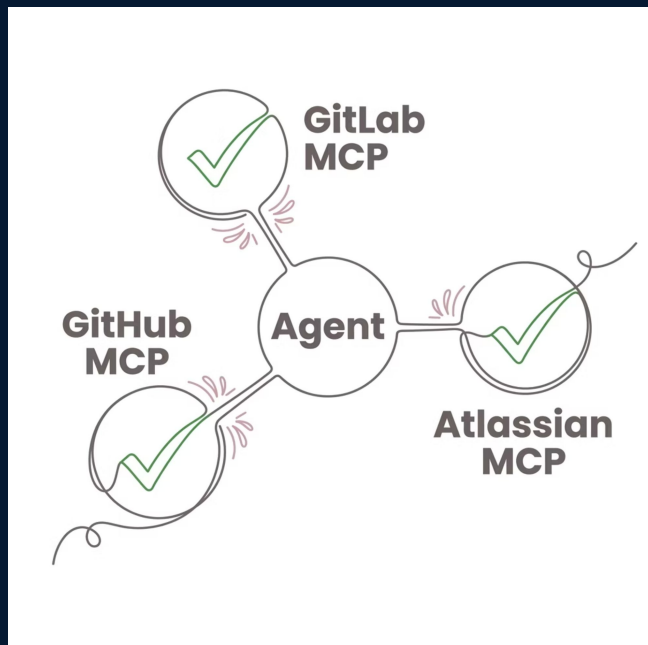 GitLab
MCP
Agent
GitHub
MCP
Atlassian
MCP